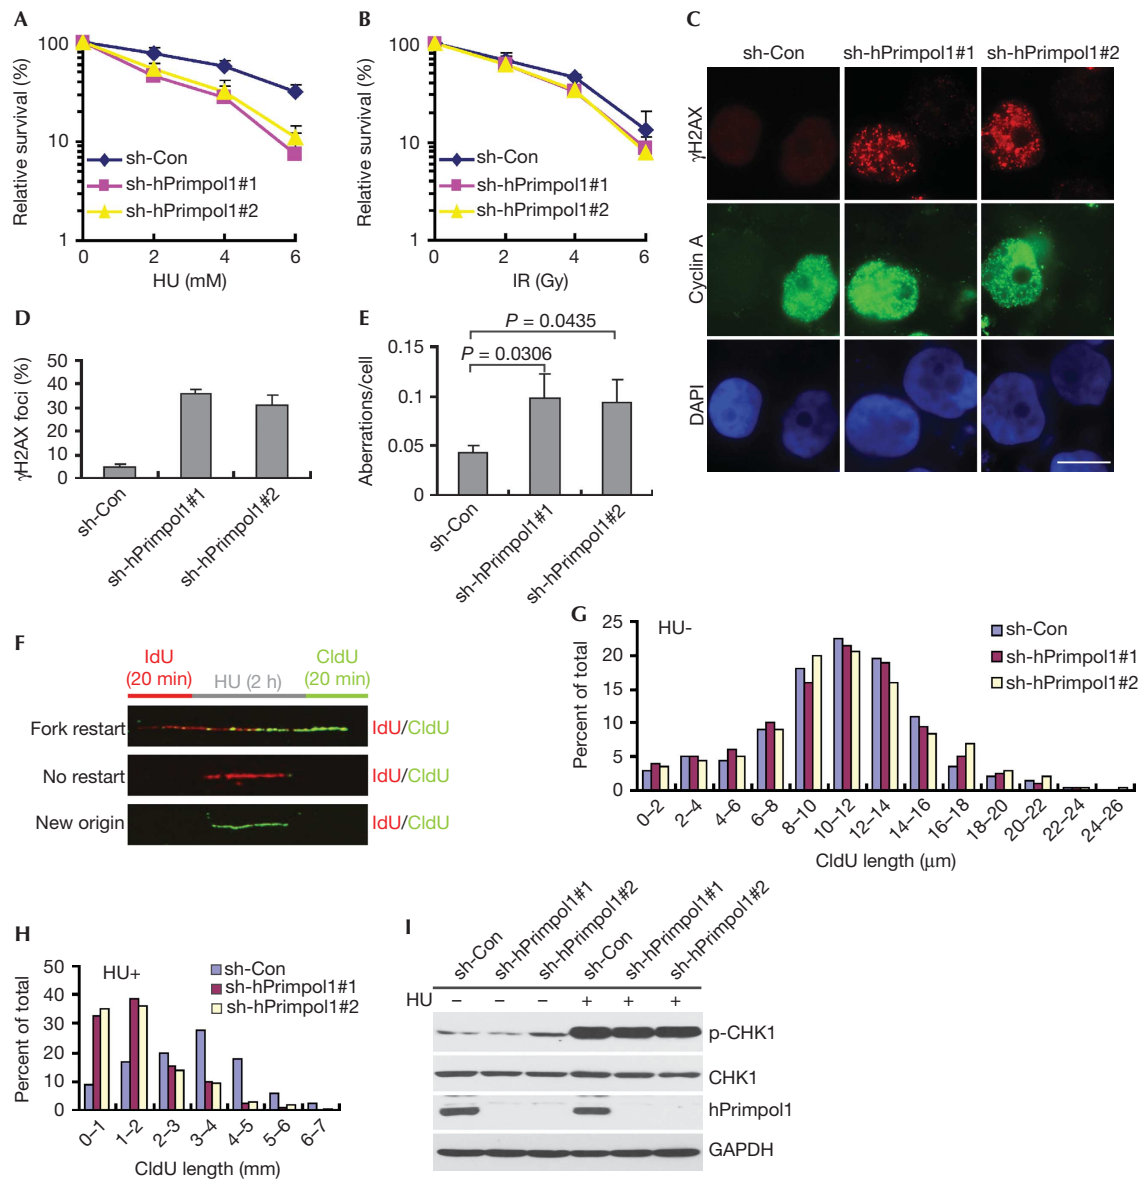 A
Relative survival (%)
100
10
1
sh-Con
sh-hPrimpol1#1
sh-hPrimpol1#2
0 2 4 6
HU (mM)
B
Relative survival (%)
100
10
1
sh-Con
sh-hPrimpol1#1
sh-hPrimpol1#2
0 2 4 6
IR (Gy)
C
sh-Con sh-hPrimpol1#1 sh-hPrimpol1#2
γH2AX
Cyclin A
DAPI
D
γH2AX foci (%)
50
40
30
20
10
0
sh-Con
sh-hPrimpol1#1
sh-hPrimpol1#2
E
Aberrations/cell
P = 0.0435
P = 0.0306
0.15
0.1
0.05
0
sh-Con
sh-hPrimpol1#1
sh-hPrimpol1#2
F
IdU
(20 min)
HU (2 h)
CldU
(20 min)
Fork restart IdU/CldU
No restart IdU/CldU
New origin IdU/CldU
G
HU-
Percent of total
25
20
15
10
5
0
sh-Con
sh-hPrimpol1#1
sh-hPrimpol1#2
0–2 2–4 4–6 6–8 8–10 10–12 12–14 14–16 16–18 18–20 20–22 22–24 24–26
CldU length (μm)
H
HU+
Percent of total
50
40
30
20
10
0
sh-Con
sh-hPrimpol1#1
sh-hPrimpol1#2
0–1 1–2 2–3 3–4 4–5 5–6 6–7
CldU length (mm)
I
sh-Con sh-hPrimpol1#1 sh-hPrimpol1#2 sh-Con sh-hPrimpol1#1 sh-hPrimpol1#2
HU – – – + + +
p-CHK1
CHK1
hPrimpol1
GAPDH